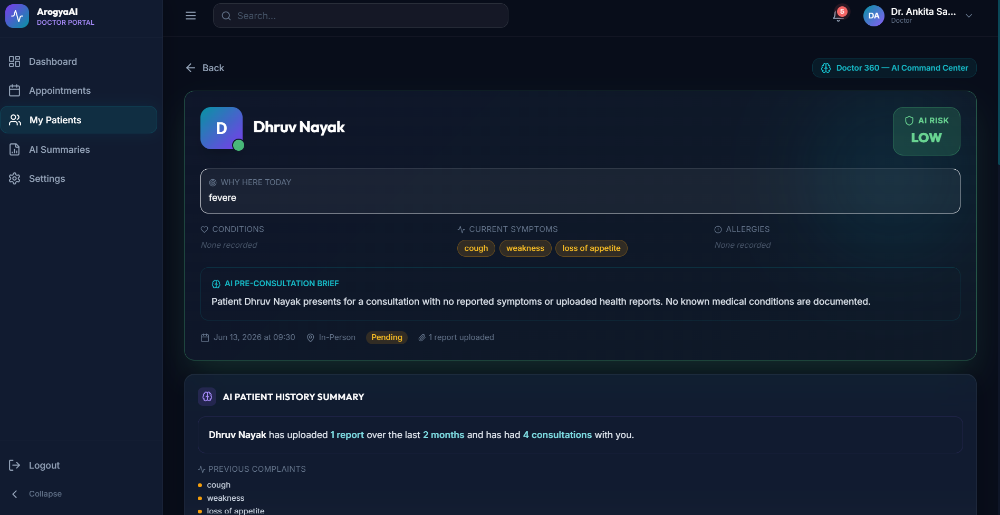 ArogyaAI
DOCTOR PORTAL
Search...
5
DA
Dr. Ankita Sa...
Doctor
Dashboard
Appointments
My Patients
AI Summaries
Settings
Logout
Collapse
Back
Doctor 360 — AI Command Center
D
Dhruv Nayak
AI RISK
LOW
WHY HERE TODAY
fevere
CONDITIONS
None recorded
CURRENT SYMPTOMS
cough weakness loss of appetite
ALLERGIES
None recorded
AI PRE-CONSULTATION BRIEF
Patient Dhruv Nayak presents for a consultation with no reported symptoms or uploaded health reports. No known medical conditions are documented.
Jun 13, 2026 at 09:30 In-Person Pending 1 report uploaded
AI PATIENT HISTORY SUMMARY
Dhruv Nayak has uploaded 1 report over the last 2 months and has had 4 consultations with you.
PREVIOUS COMPLAINTS
cough
weakness
loss of appetite